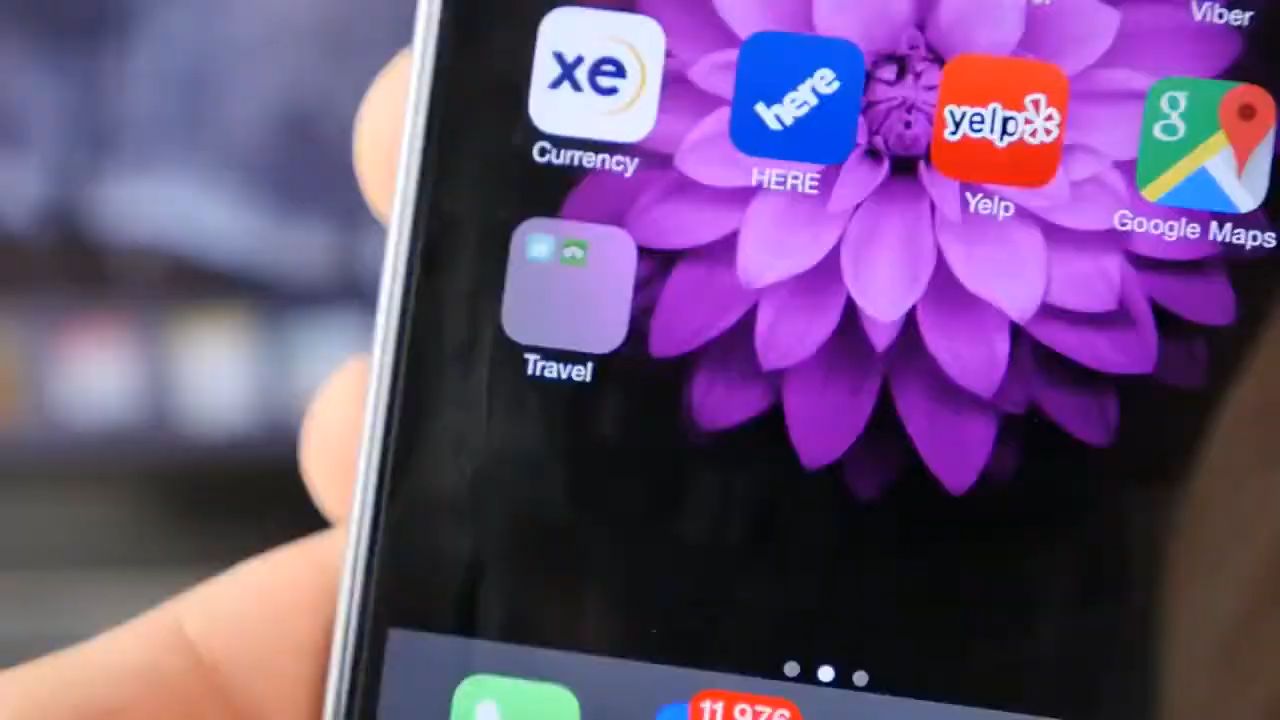 Viber
xe
here
yelp
g
Currency
HERE
Yelp
Google Maps
Travel
11,976